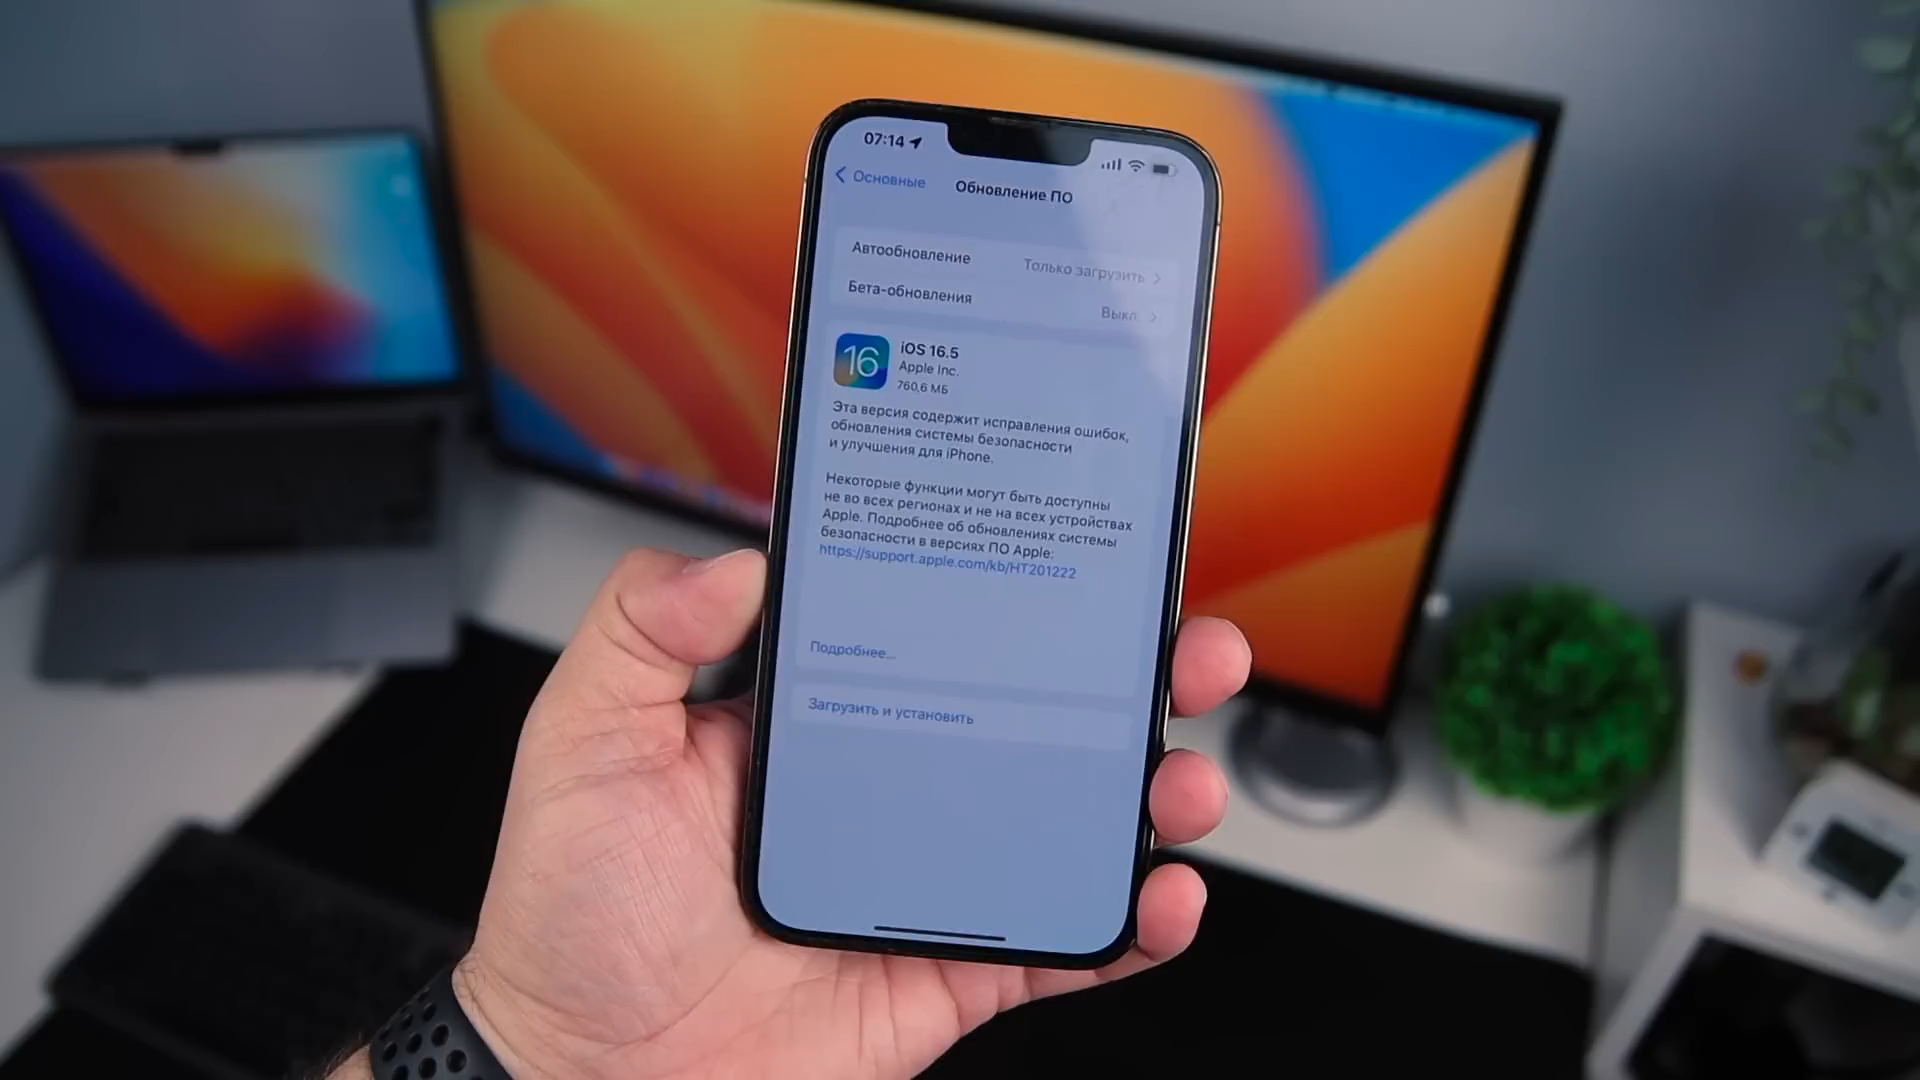 07:14
Основные
Обновление ПО
Автообновление
Только загрузить
Бета-обновления
Выкл.
16
iOS 16.5
Apple Inc.
760,6 МБ
Эта версия содержит исправления ошибок,
обновления системы безопасности
и улучшения для iPhone.
Некоторые функции могут быть доступны
не во всех регионах и не на всех устройствах
Apple. Подробнее об обновлениях системы
безопасности в версиях ПО Apple:
https://support.apple.com/kb/HT201222
Подробнее...
Загрузить и установить